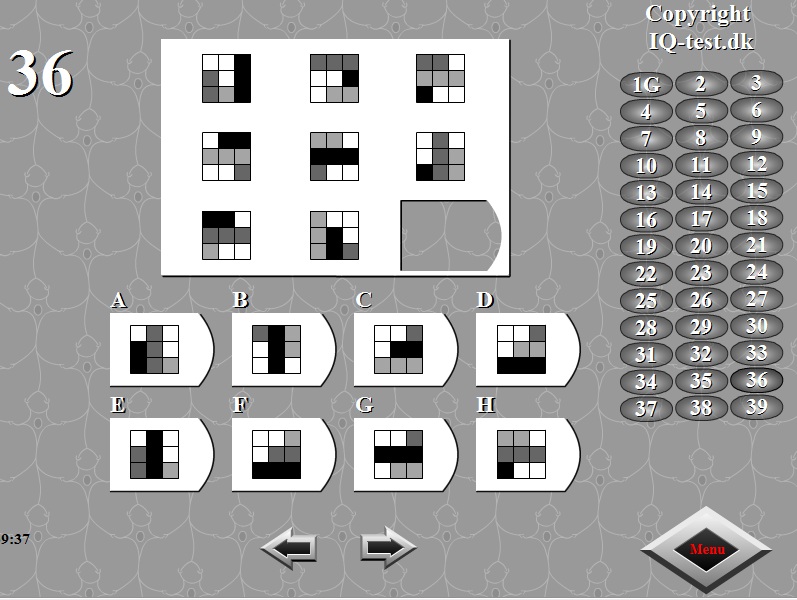 Copyright
IQ-test.dk
36
1G 2 3
4 5 6
7 8 9
10 11 12
13 14 15
16 17 18
19 20 21
22 23 24
25 26 27
28 29 30
31 32 33
34 35 36
37 38 39
A B C D
E F G H
9:37
Menu